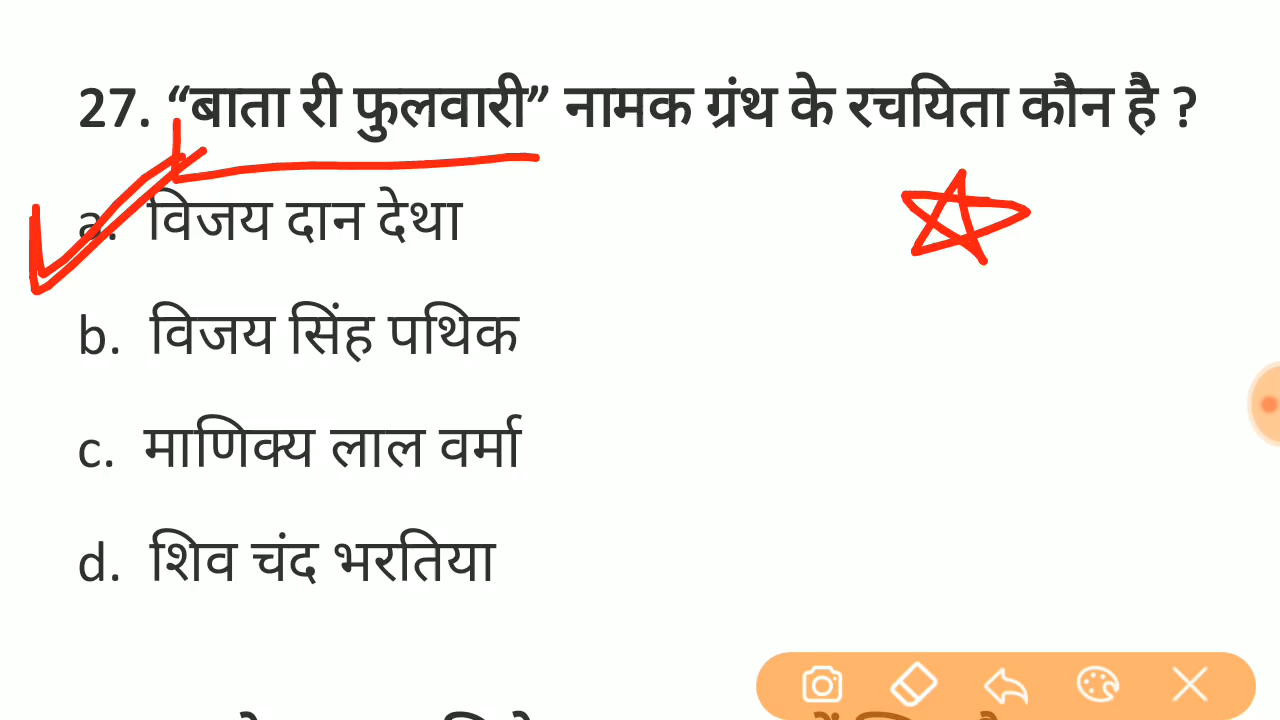 27. “बाता री फुलवारी” नामक ग्रंथ के रचयिता कौन है ?
a. विजय दान देथा
b. विजय सिंह पथिक
c. माणिक्य लाल वर्मा
d. शिव चंद भरतिया